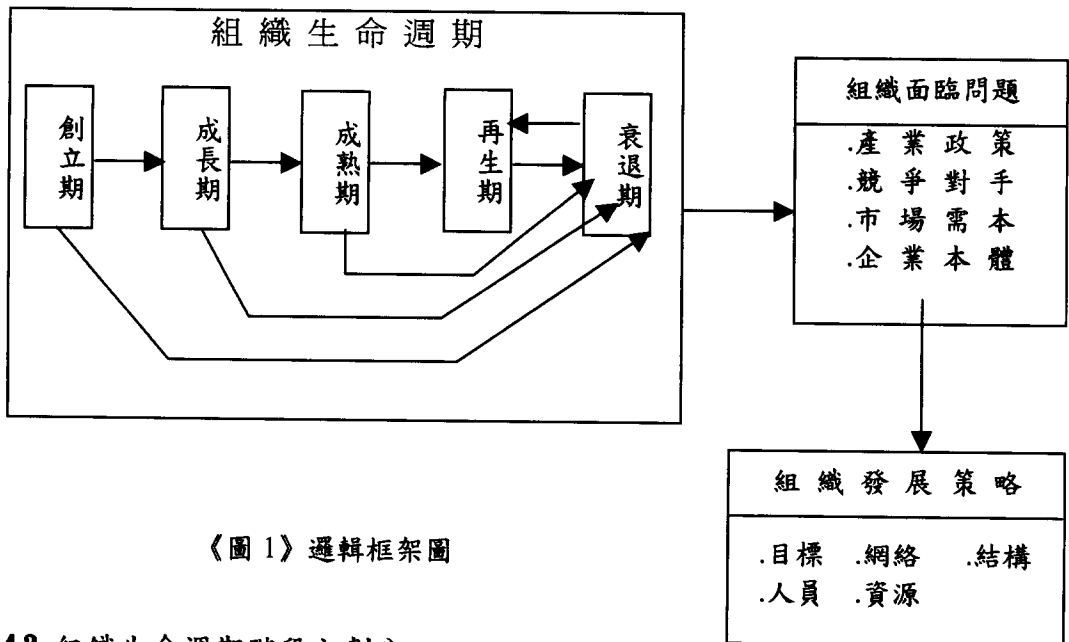 組織生命週期
創立期
成長期
成熟期
再生期
衰退期
組織面臨問題
.產業政策
.競爭對手
.市場需本
.企業本體
組織發展策略
.目標 .網絡 .結構
.人員 .資源
《圖1》邏輯框架圖